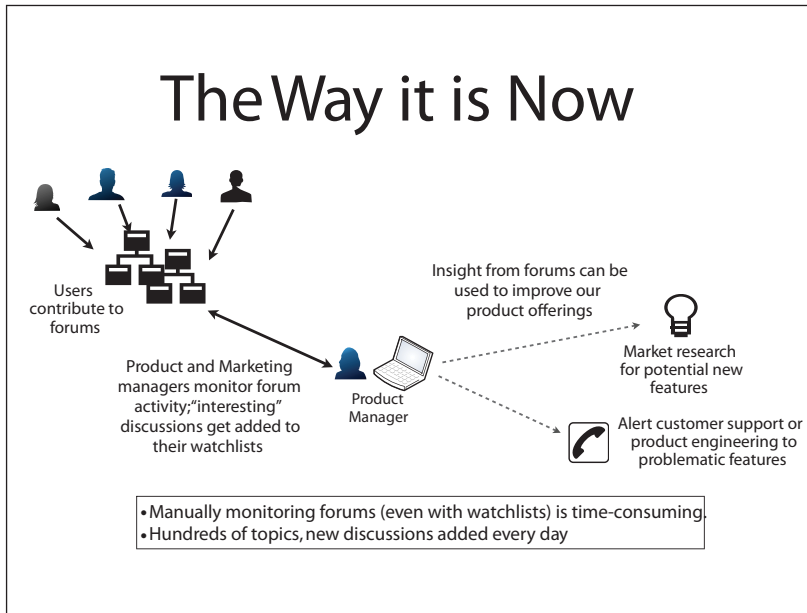 The Way it is Now
Users
contribute to
forums
Product and Marketing
managers monitor forum
activity;“interesting”
discussions get added to
their watchlists
Product
Manager
Insight from forums can be
used to improve our
product offerings
Market research
for potential new
features
Alert customer support or
product engineering to
problematic features
• Manually monitoring forums (even with watchlists) is time-consuming.
• Hundreds of topics, new discussions added every day